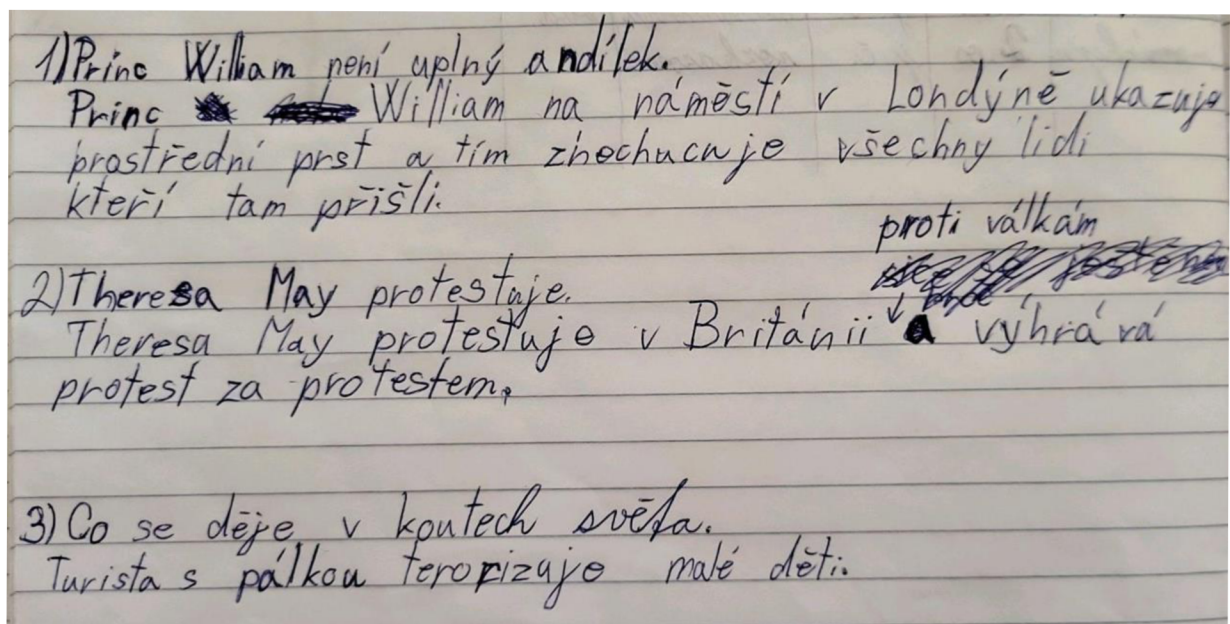 1) Princ William není uplný andílek.
Princ William na náměstí v Londýně ukazuje
prostřední prst a tím znechucuje všechny lidi
kteří tam přišli.
proti válkám
2) Theresa May protestuje.
Theresa May protestuje v Británii a vyhrává
protest za protestem.
3) Co se děje v koutech světa.
Turista s pálkou terorizuje malé děti.